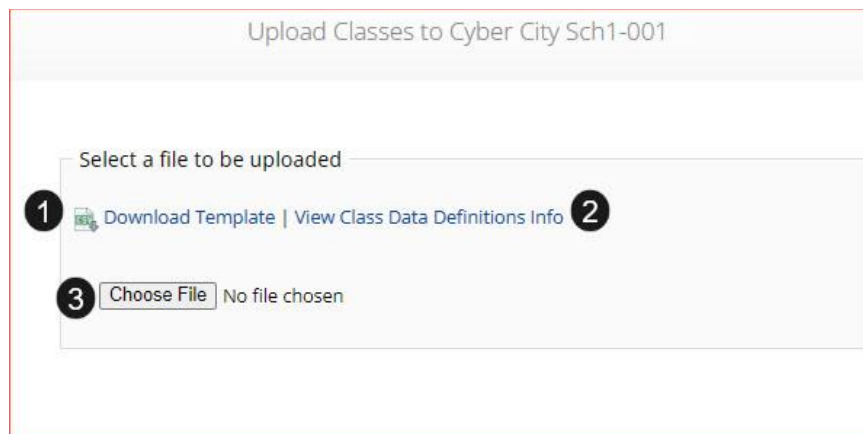 Upload Classes to Cyber City Sch1-001
Select a file to be uploaded
1 Download Template | View Class Data Definitions Info 2
3 Choose File No file chosen